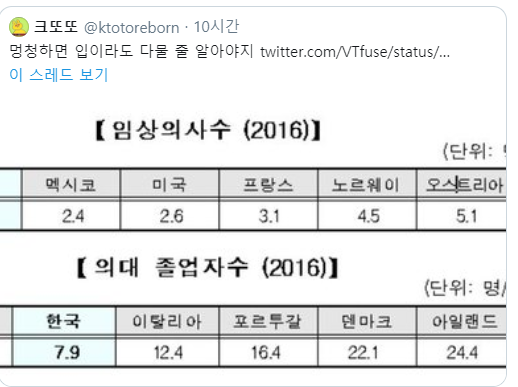 크또또 @ktotoreborn · 10시간
멍청하면 입이라도 다물 줄 알아야지 twitter.com/VTfuse/status/...
이 스레드 보기
【임상의사수 (2016)】
(단위:
멕시코 미국 프랑스 노르웨이 오스트리아
2.4 2.6 3.1 4.5 5.1
【의대 졸업자수 (2016)】
(단위: 명/
한국 이탈리아 포르투갈 덴마크 아일랜드
7.9 12.4 16.4 22.1 24.4